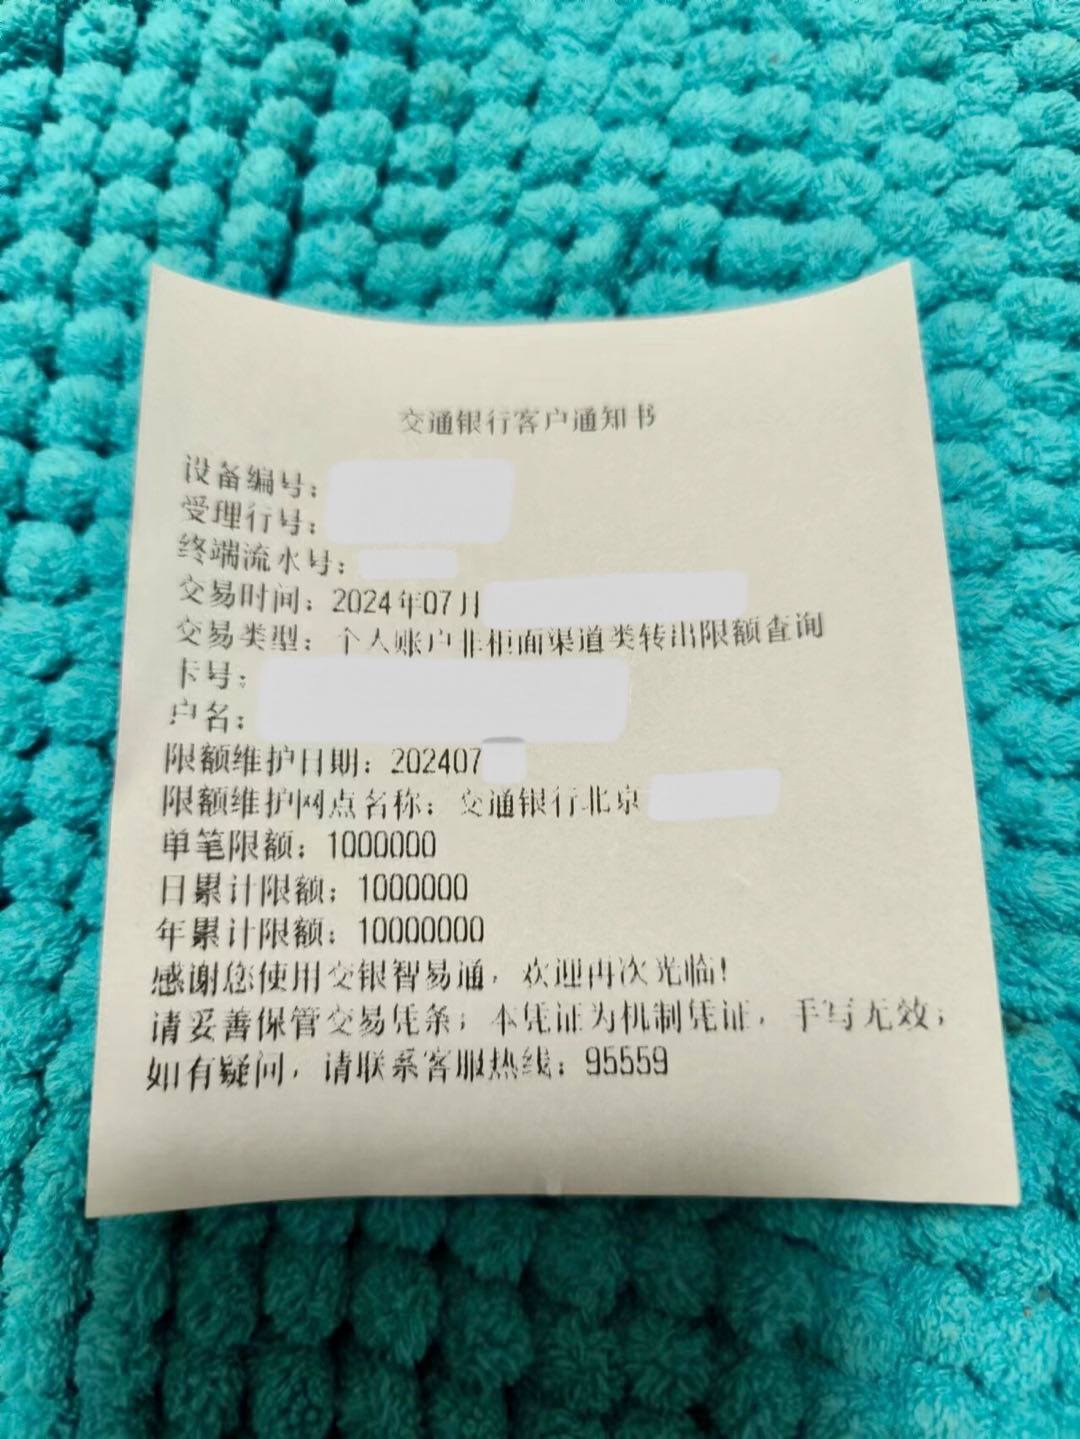 交通银行客户通知书
设备编号：
受理行号：
终端流水号：
交易时间：2024年07月
交易类型：个人账户非柜面渠道类转出限额查询
卡号：
户名：
限额维护日期：202407
限额维护网点名称：交通银行北京
单笔限额：1000000
日累计限额：1000000
年累计限额：10000000
感谢您使用交银智易通，欢迎再次光临！
请妥善保管交易凭条；本凭证为机制凭证，手写无效；
如有疑问，请联系客服热线：95559